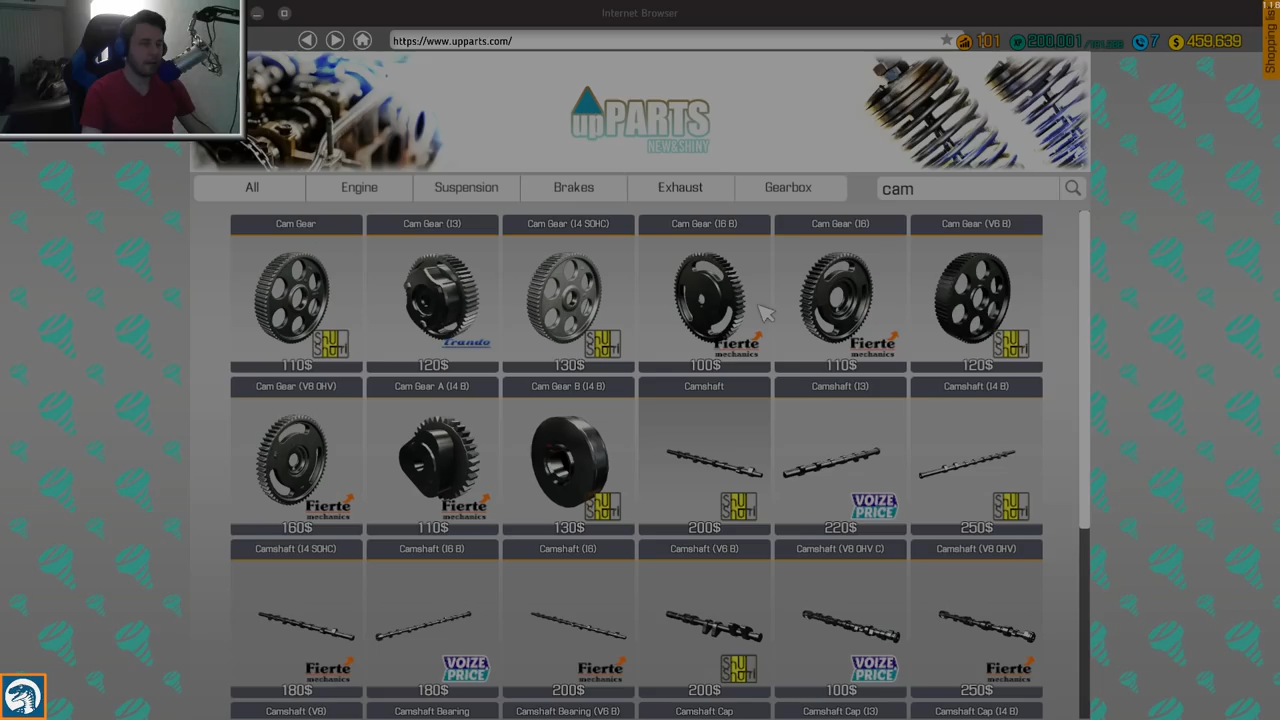 Internet Browser
118
https://www.upparts.com/
101
7
459.639
Shopping list
upPARTS
NEW&SHINY
All
Engine
Suspension
Brakes
Exhaust
Gearbox
cam
Cam Gear
Cam Gear (I3)
Cam Gear (I4 SOHC)
Cam Gear (I6 B)
Cam Gear (I6)
Cam Gear (V6 B)
Trando
Fierte mechanics
Fierte mechanics
110$
120$
130$
100$
110$
120$
Cam Gear (V8 OHV)
Cam Gear A (I4 B)
Cam Gear B (I4 B)
Camshaft
Camshaft (I3)
Camshaft (I4 B)
Fierte mechanics
Fierte mechanics
VOIZE PRICE
160$
110$
130$
200$
220$
250$
Camshaft (I4 SOHC)
Camshaft (I6 B)
Camshaft (I6)
Camshaft (V6 B)
Camshaft (V8 OHV C)
Camshaft (V8 OHV)
Fierte mechanics
VOIZE PRICE
Fierte mechanics
VOIZE PRICE
Fierte mechanics
180$
180$
200$
200$
100$
250$
Camshaft (V8)
Camshaft Bearing
Camshaft Bearing (V6 B)
Camshaft Cap
Camshaft Cap (I3)
Camshaft Cap (I4 B)